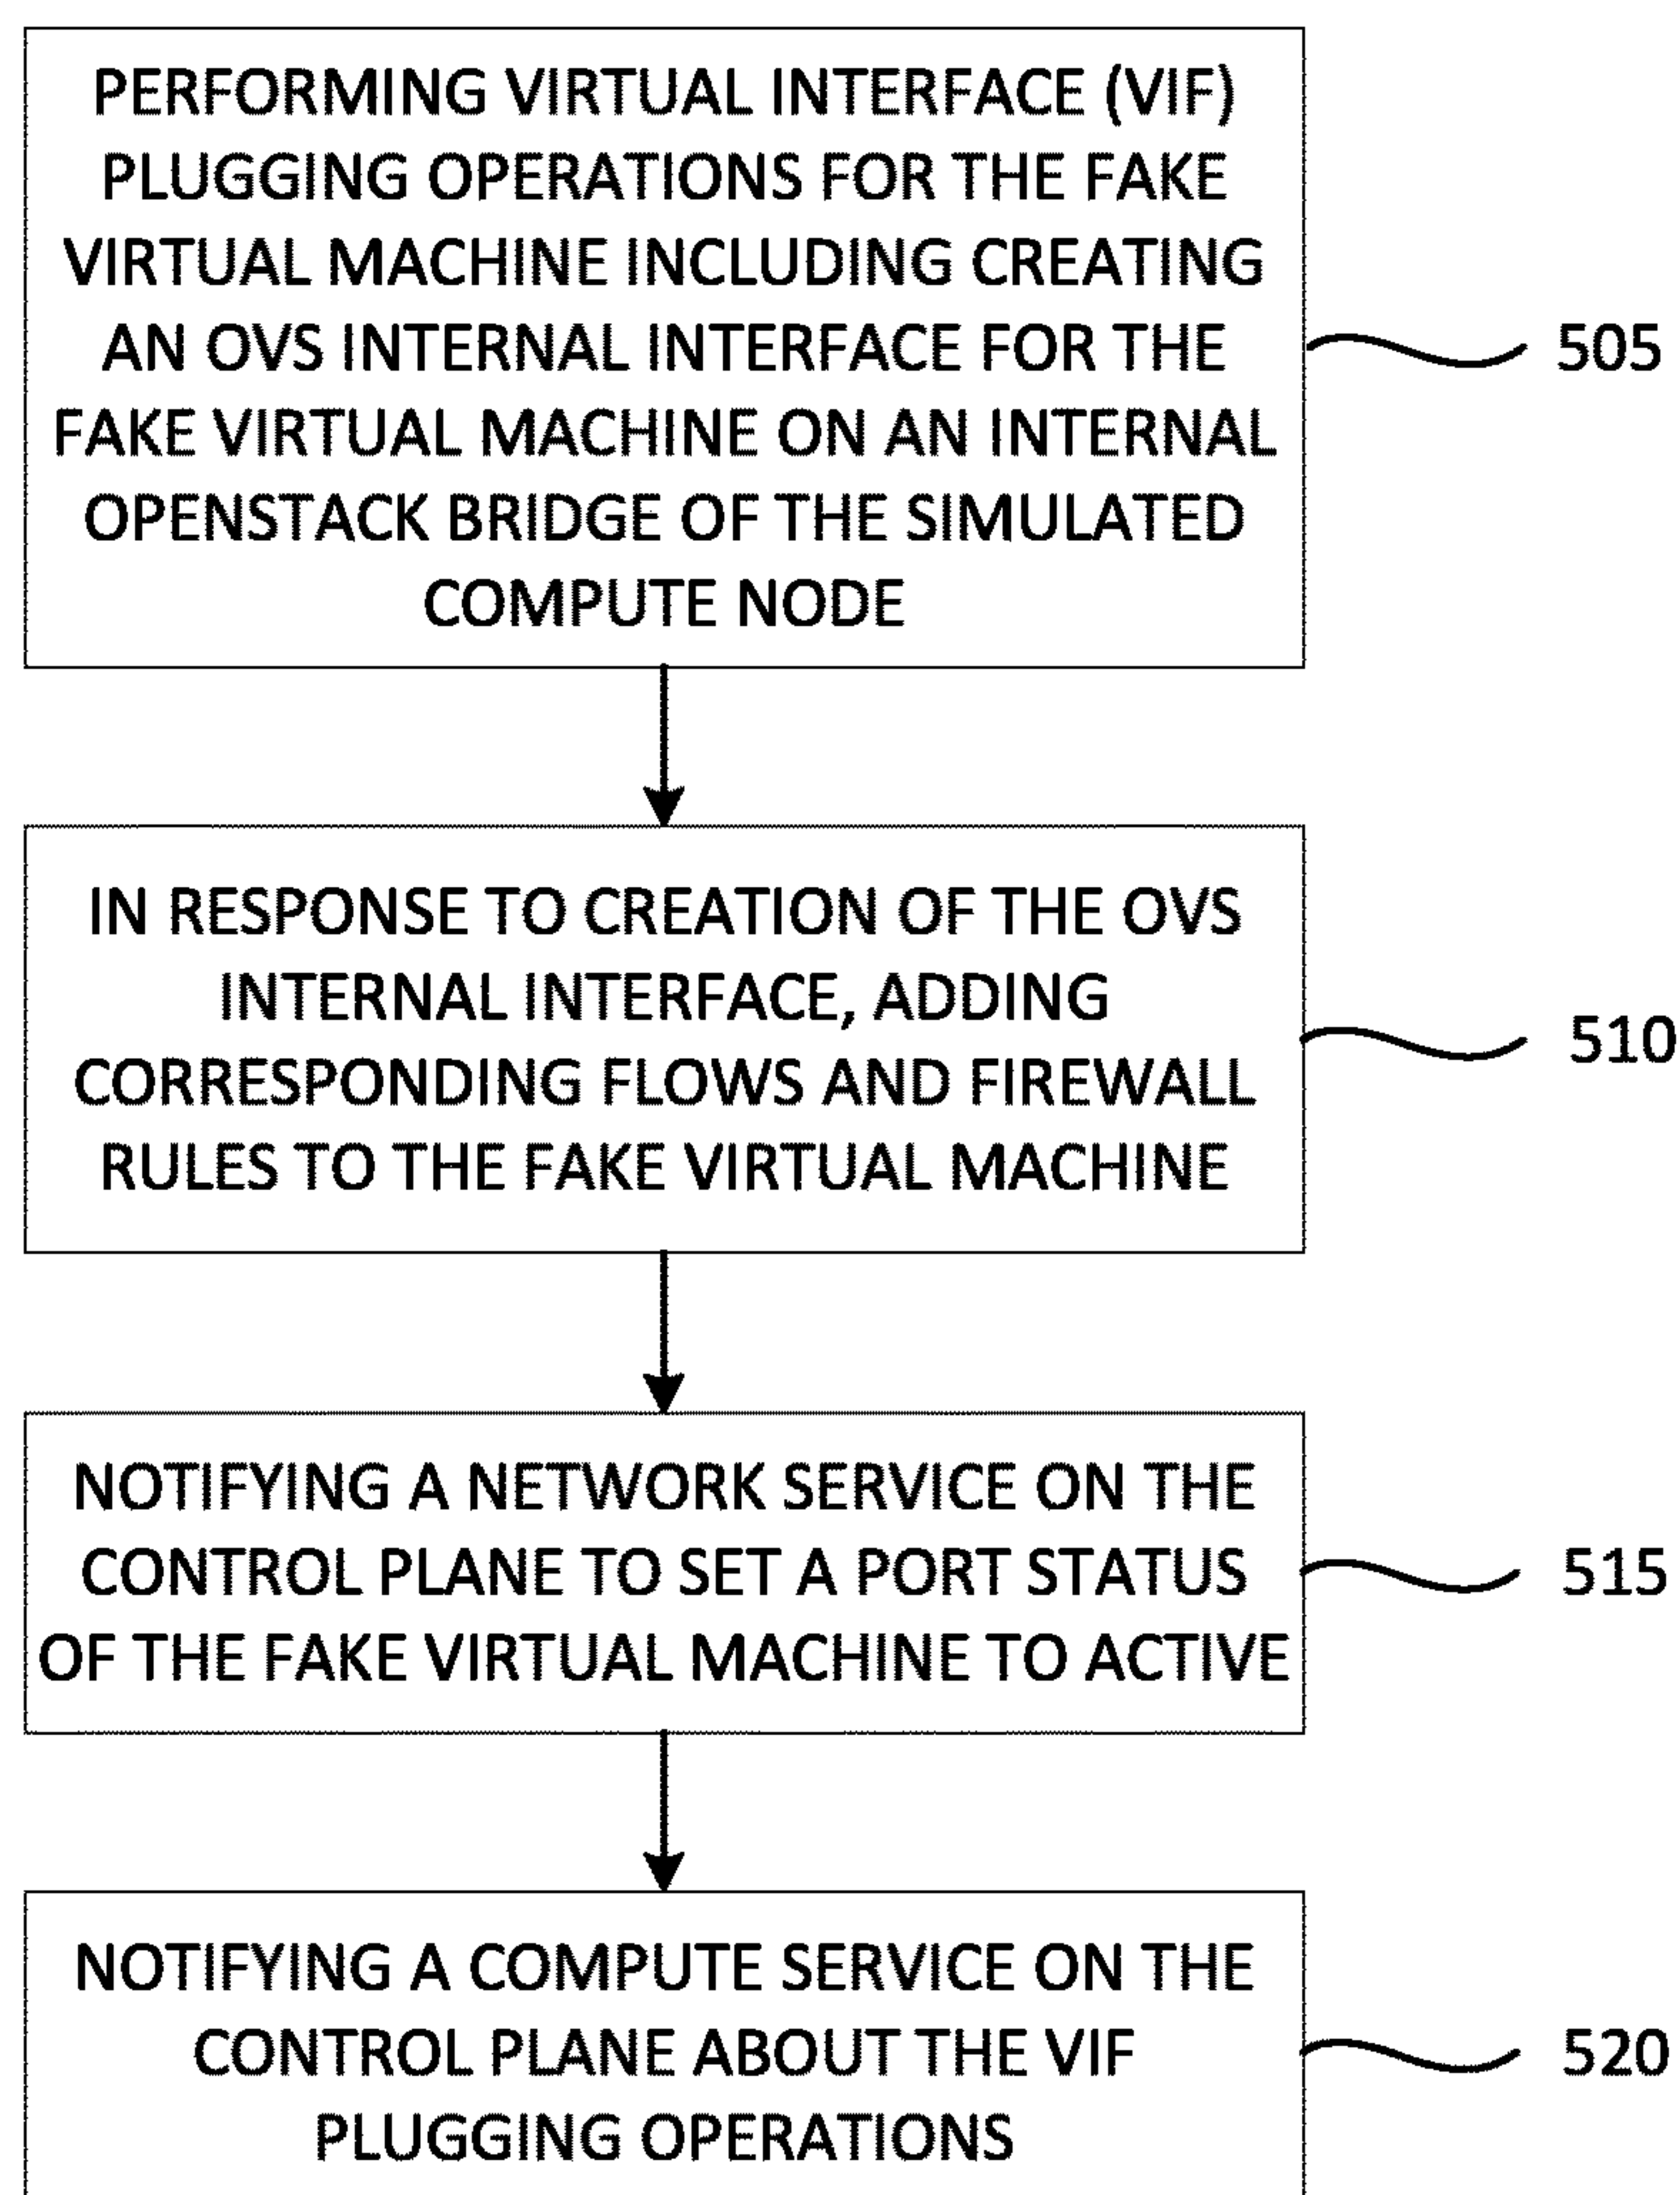 PERFORMING VIRTUAL INTERFACE (VIF)
PLUGGING OPERATIONS FOR THE FAKE
VIRTUAL MACHINE INCLUDING CREATING
AN OVS INTERNAL INTERFACE FOR THE
FAKE VIRTUAL MACHINE ON AN INTERNAL
OPENSTACK BRIDGE OF THE SIMULATED
COMPUTE NODE
505
IN RESPONSE TO CREATION OF THE OVS
INTERNAL INTERFACE, ADDING
CORRESPONDING FLOWS AND FIREWALL
RULES TO THE FAKE VIRTUAL MACHINE
510
NOTIFYING A NETWORK SERVICE ON THE
CONTROL PLANE TO SET A PORT STATUS
OF THE FAKE VIRTUAL MACHINE TO ACTIVE
515
NOTIFYING A COMPUTE SERVICE ON THE
CONTROL PLANE ABOUT THE VIF
PLUGGING OPERATIONS
520